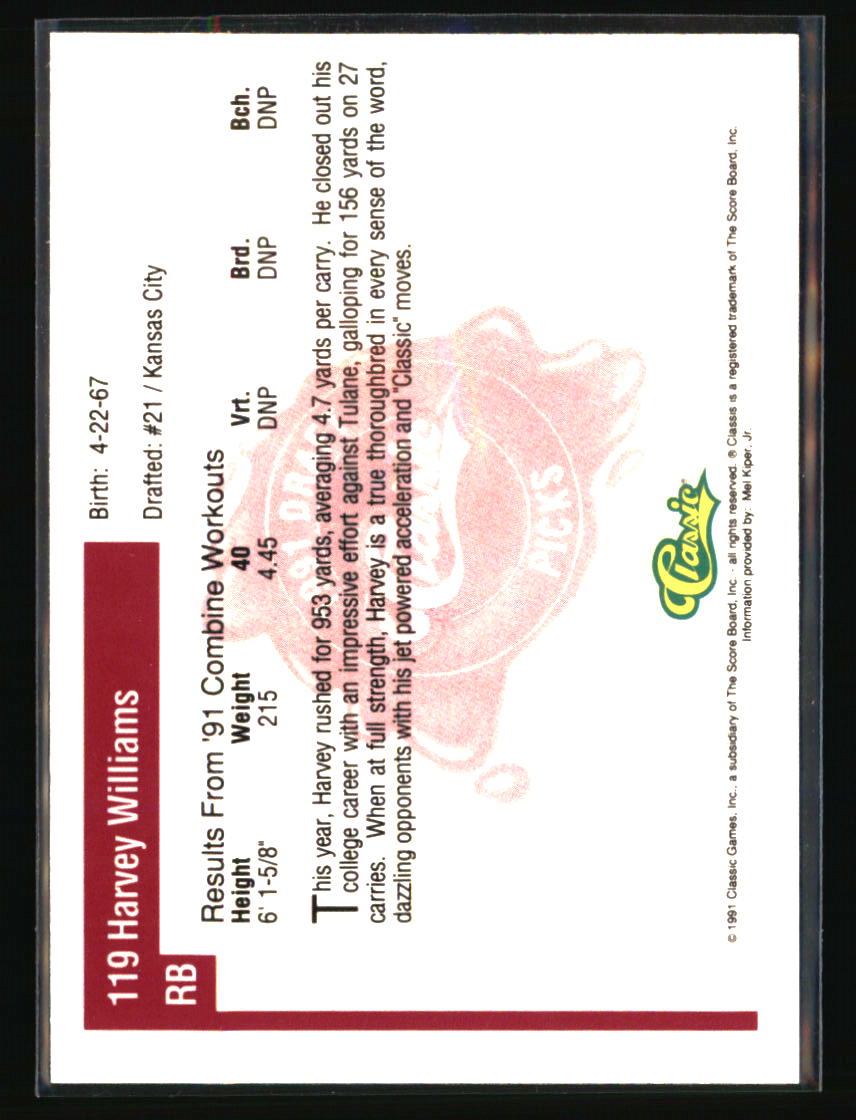 119 Harvey Williams
RB
Birth: 4-22-67
Drafted: #21 / Kansas City
Results From '91 Combine Workouts
Height Weight 40 Vrt. Brd. Bch.
6' 1-5/8" 215 4.45 DNP DNP DNP
This year, Harvey rushed for 953 yards, averaging 4.7 yards per carry. He closed out his
college career with an impressive effort against Tulane, galloping for 156 yards on 27
carries. When at full strength, Harvey is a true thoroughbred in every sense of the word,
dazzling opponents with his jet powered acceleration and "Classic" moves.
1991 DRAFT
Classic
PICKS
Classic
© 1991 Classic Games, Inc., a subsidiary of The Score Board, Inc. - all rights reserved. ® Classis is a registered trademark of The Score Board, Inc.
Information provided by: Mel Kiper, Jr.